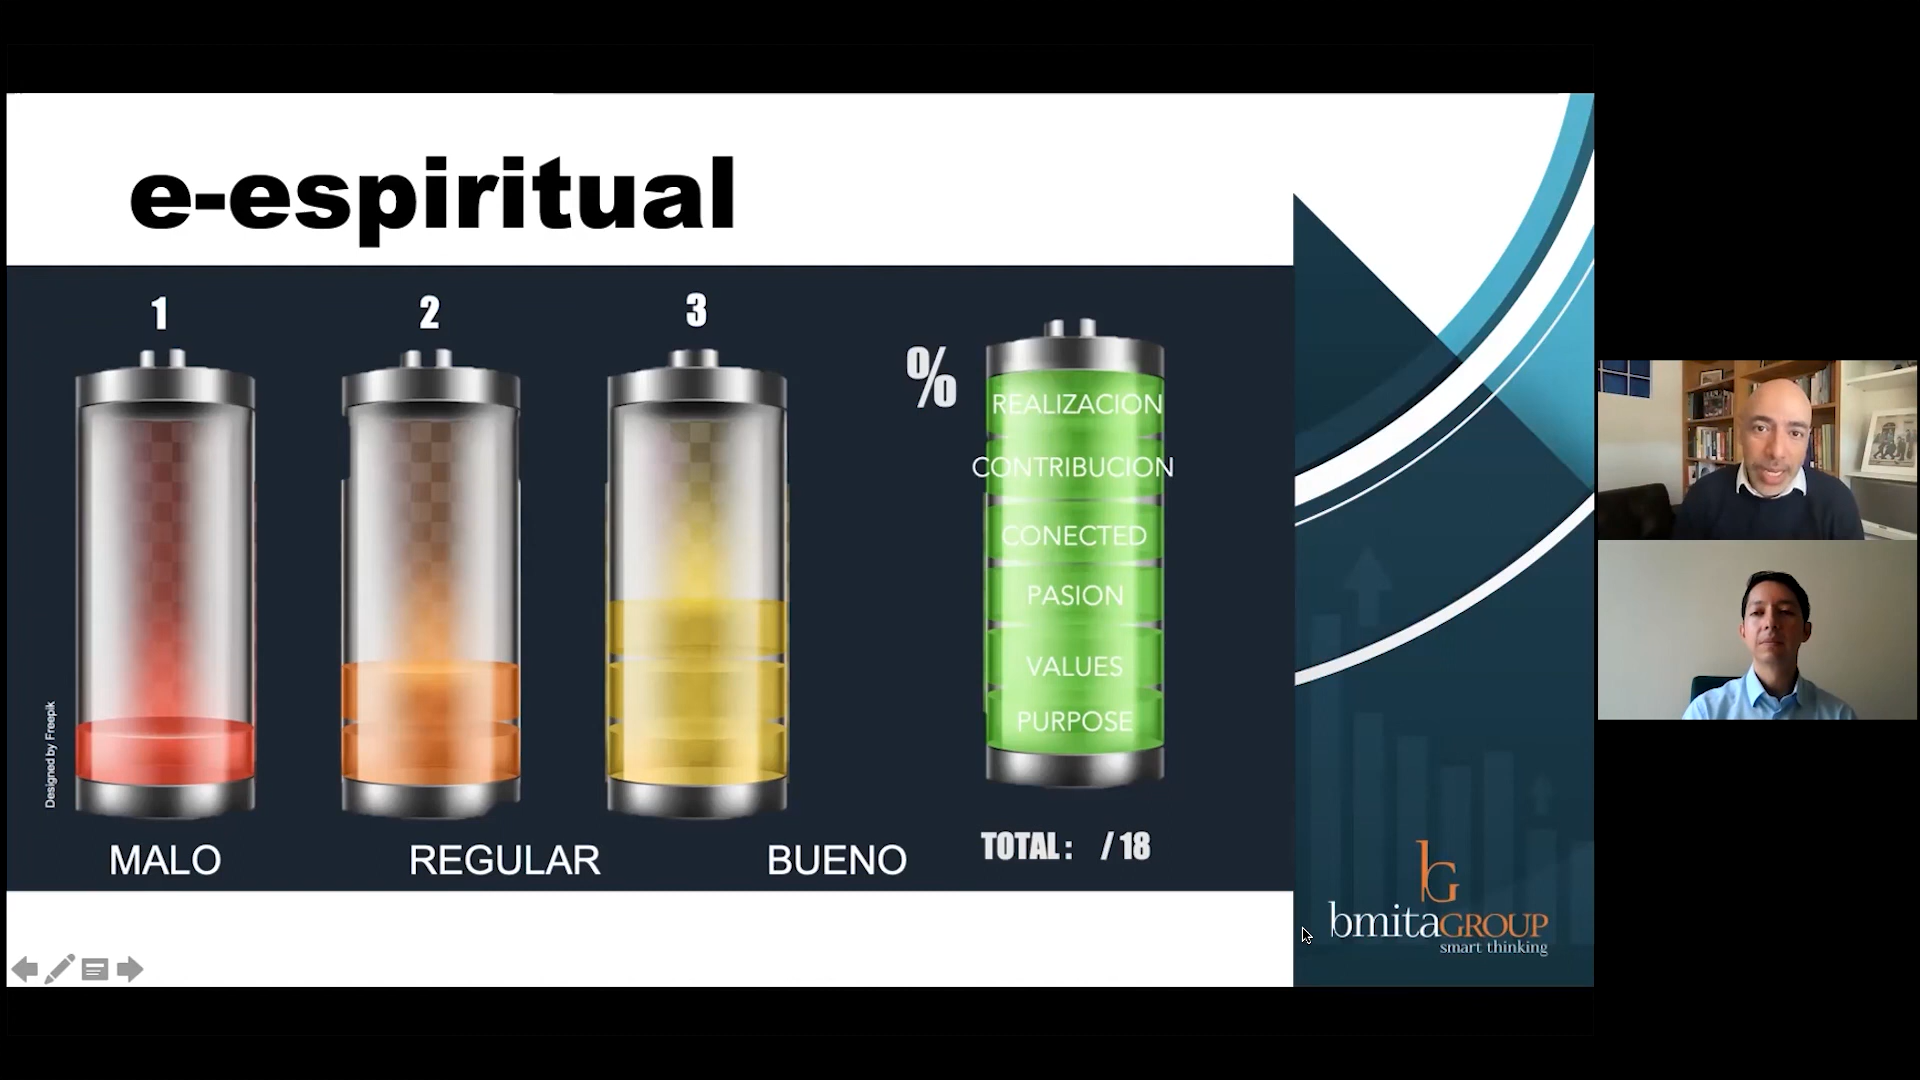 e-espiritual
1
2
3
%
REALIZACION
CONTRIBUCION
CONECTED
PASION
VALUES
PURPOSE
Designed by Freepik
MALO
REGULAR
BUENO
TOTAL : / 18
bG
bmitaGROUP
smart thinking